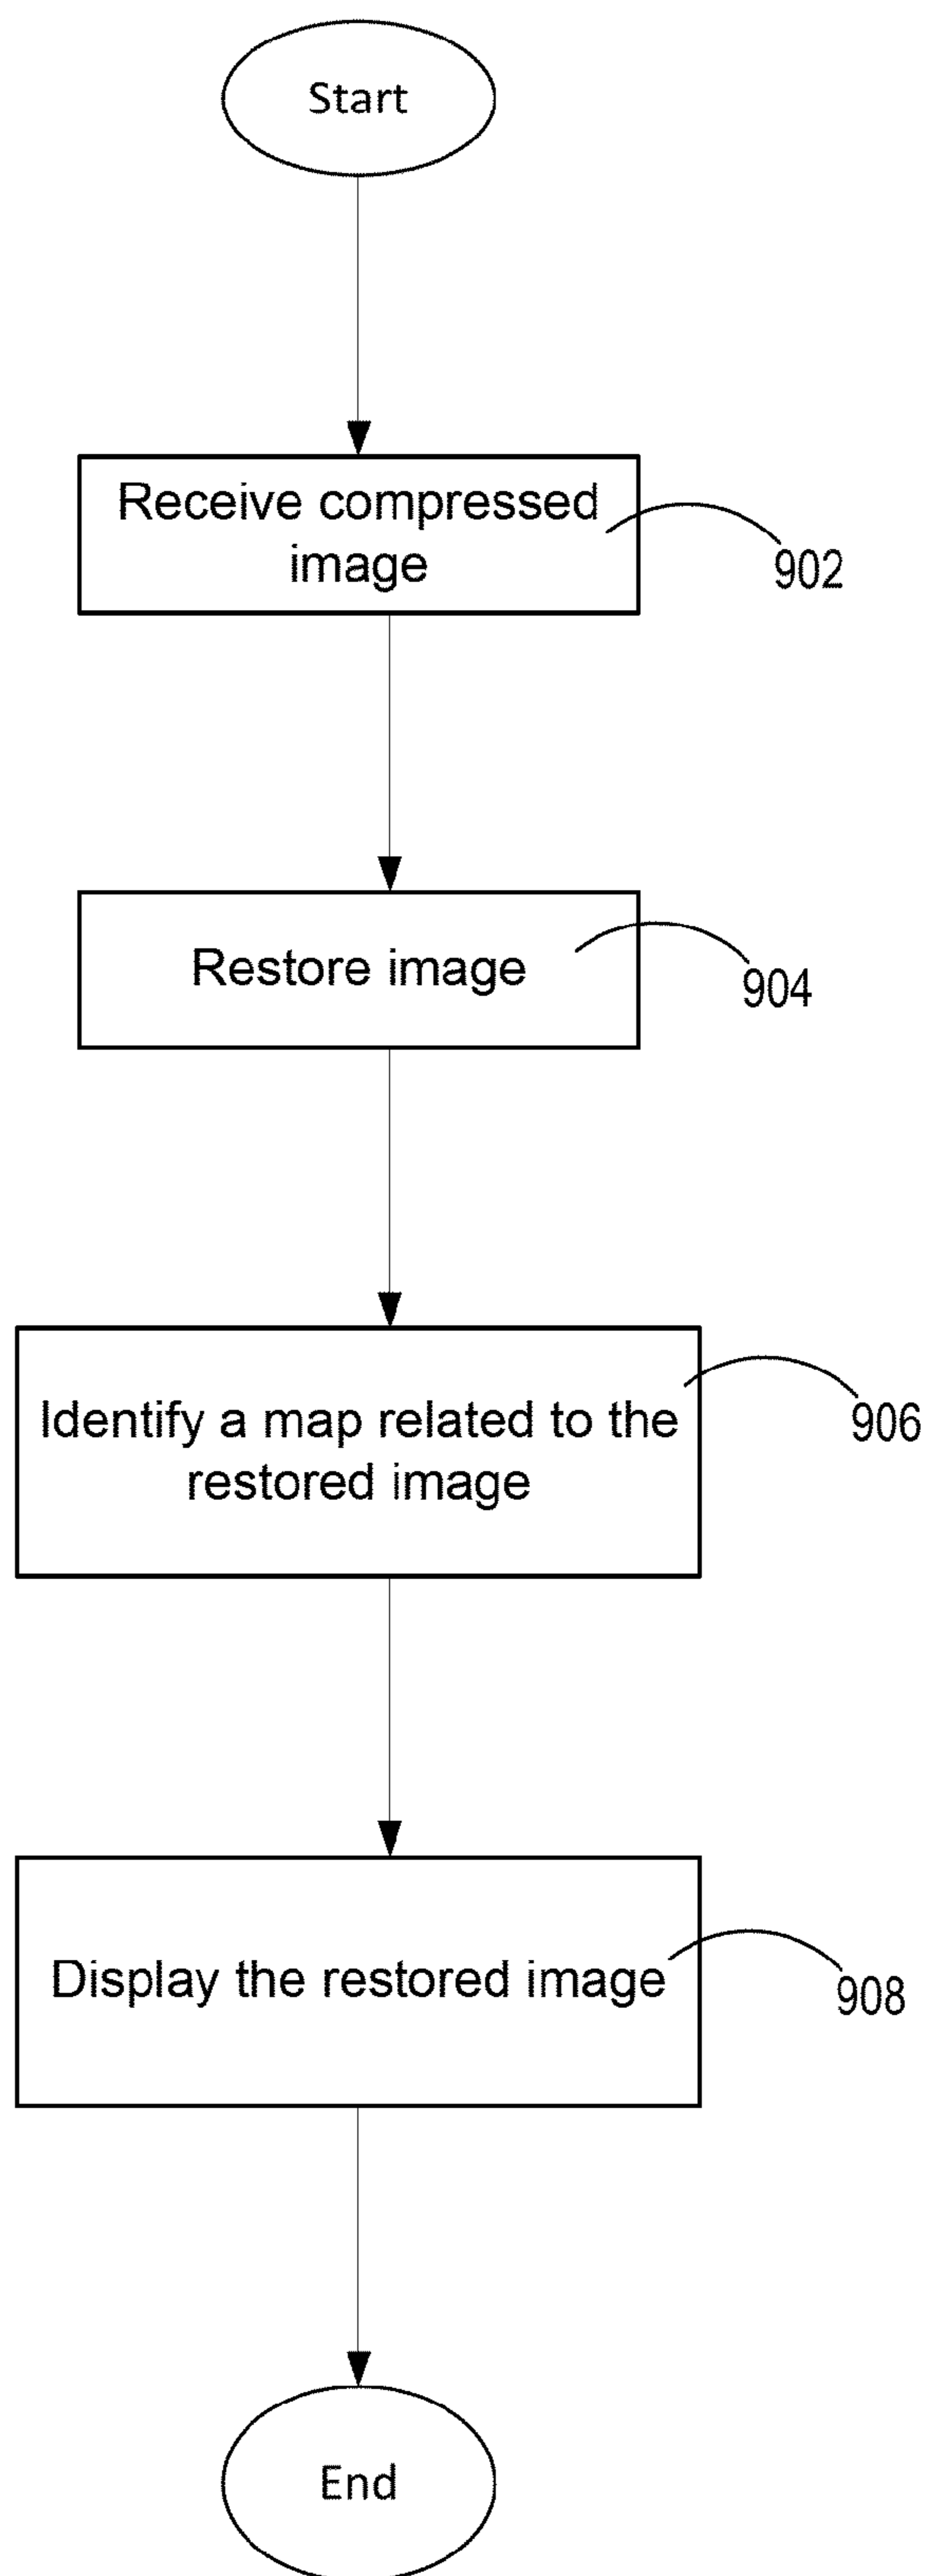 Start
Receive compressed
image
902
Restore image
904
Identify a map related to the
restored image
906
Display the restored image
908
End